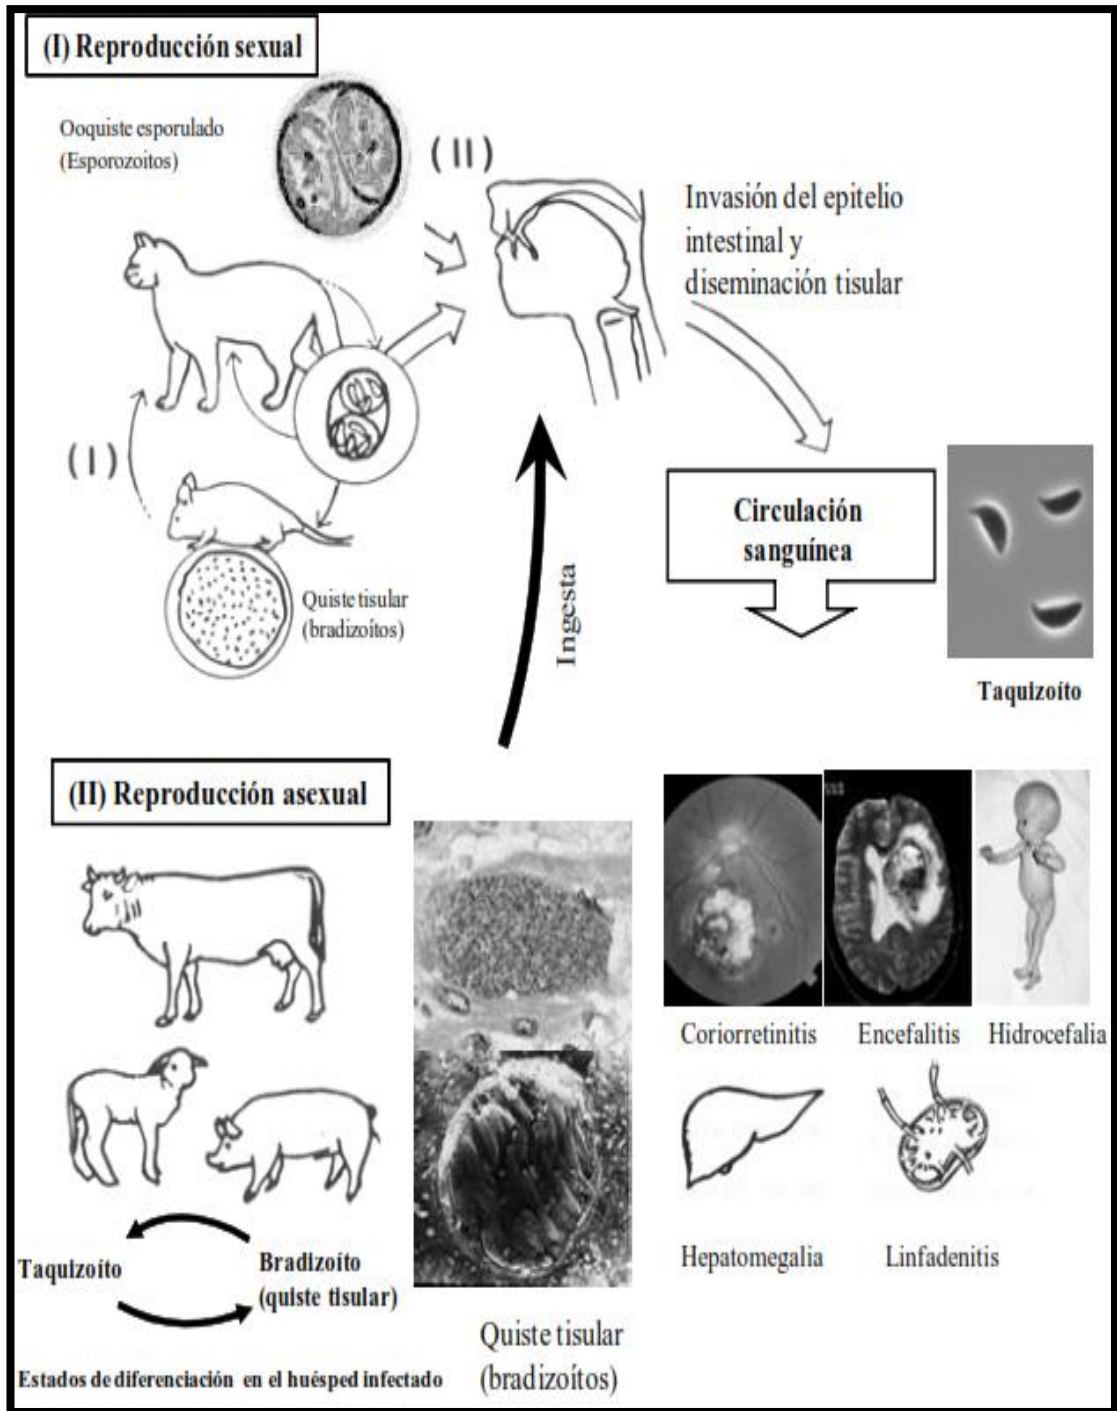 (I) Reproducción sexual
Ooquiste esporulado
(Esporozoitos)
(II)
Invasión del epitelio
intestinal y
diseminación tisular
(I)
Circulación
sanguínea
Quiste tisular
(bradizoítos)
Ingesta
Taquizoíto
(II) Reproducción asexual
Coriorretinitis
Encefalitis
Hidrocefalia
Hepatomegalia
Linfadenitis
Taquizoíto
Bradizoíto
(quiste tisular)
Quiste tisular
(bradizoítos)
Estados de diferenciación en el huésped infectado